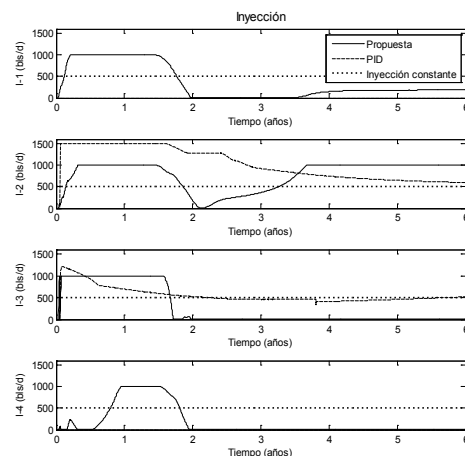 Inyección
I-1 (bls/d)
1500
1000
500
0
0 1 2 3 4 5 6
Tiempo (años)
Propuesta
PID
Inyección constante
I-2 (bls/d)
1500
1000
500
0
0 1 2 3 4 5 6
Tiempo (años)
I-3 (bls/d)
1500
1000
500
0
0 1 2 3 4 5 6
Tiempo (años)
I-4 (bls/d)
1500
1000
500
0
0 1 2 3 4 5 6
Tiempo (años)